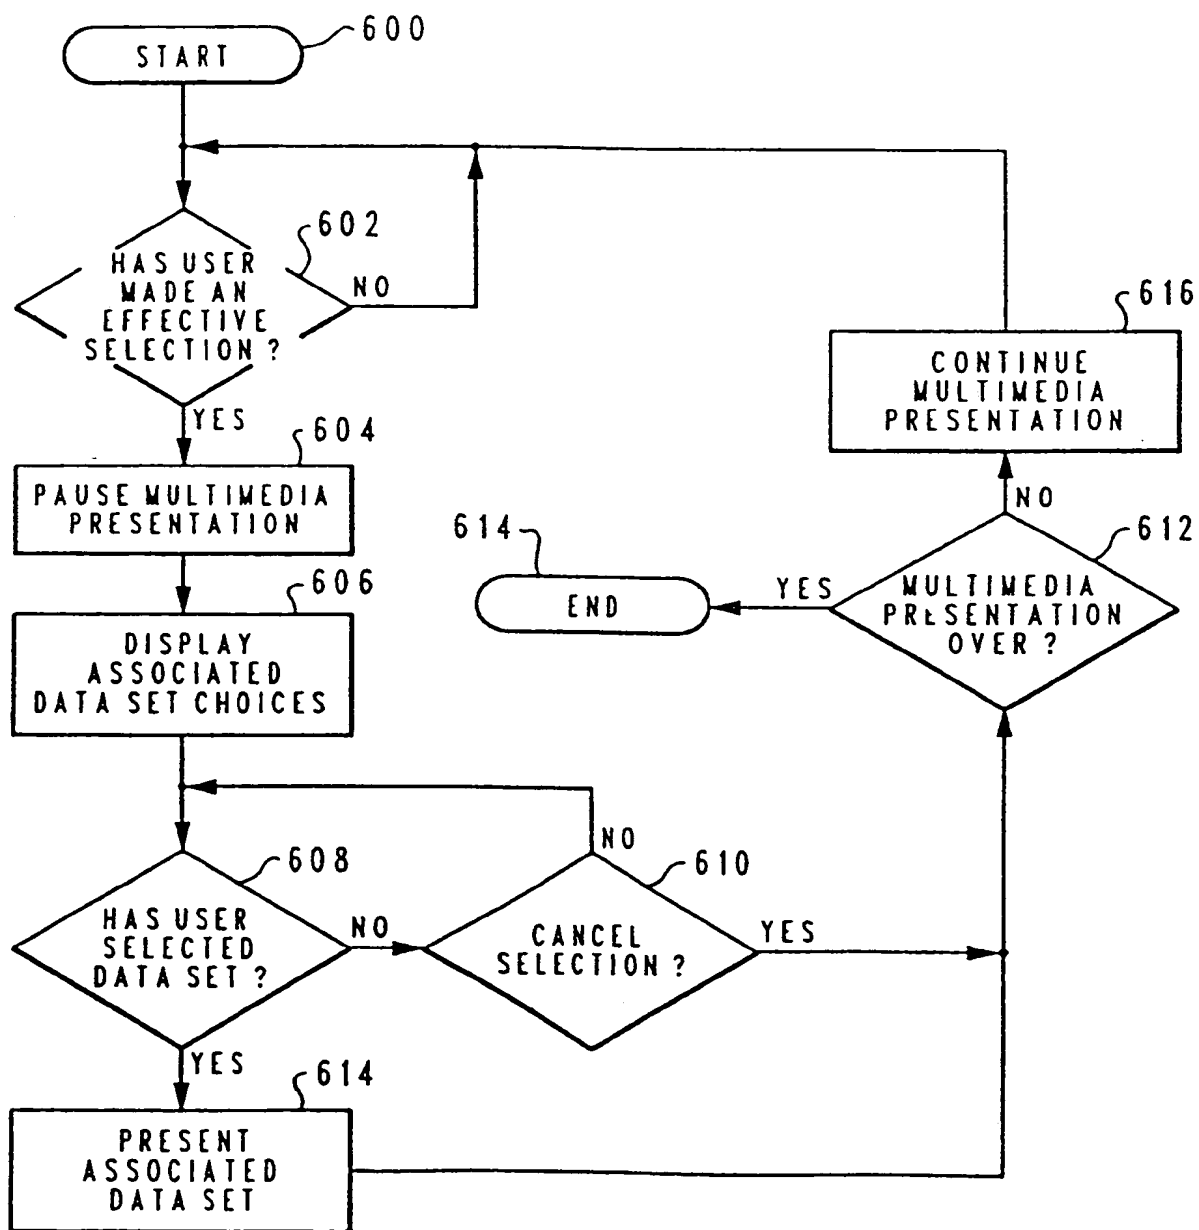 600
START
602
HAS USER
MADE AN
EFFECTIVE
SELECTION ?
NO
YES
604
PAUSE MULTIMEDIA
PRESENTATION
606
DISPLAY
ASSOCIATED
DATA SET CHOICES
608
HAS USER
SELECTED
DATA SET ?
NO
610
CANCEL
SELECTION ?
NO
YES
YES
614
PRESENT
ASSOCIATED
DATA SET
616
CONTINUE
MULTIMEDIA
PRESENTATION
NO
612
MULTIMEDIA
PRESENTATION
OVER ?
YES
614
END